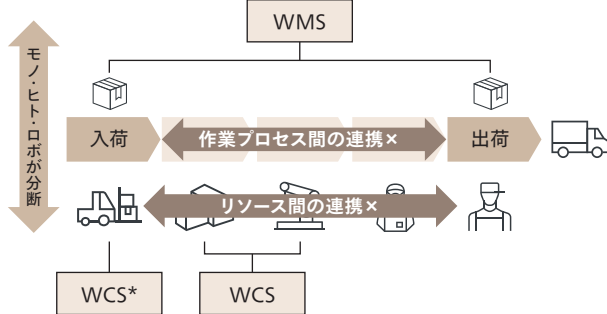 WMS
モノ・ヒト・ロボが分断
入荷
作業プロセス間の連携×
出荷
リソース間の連携×
WCS*
WCS